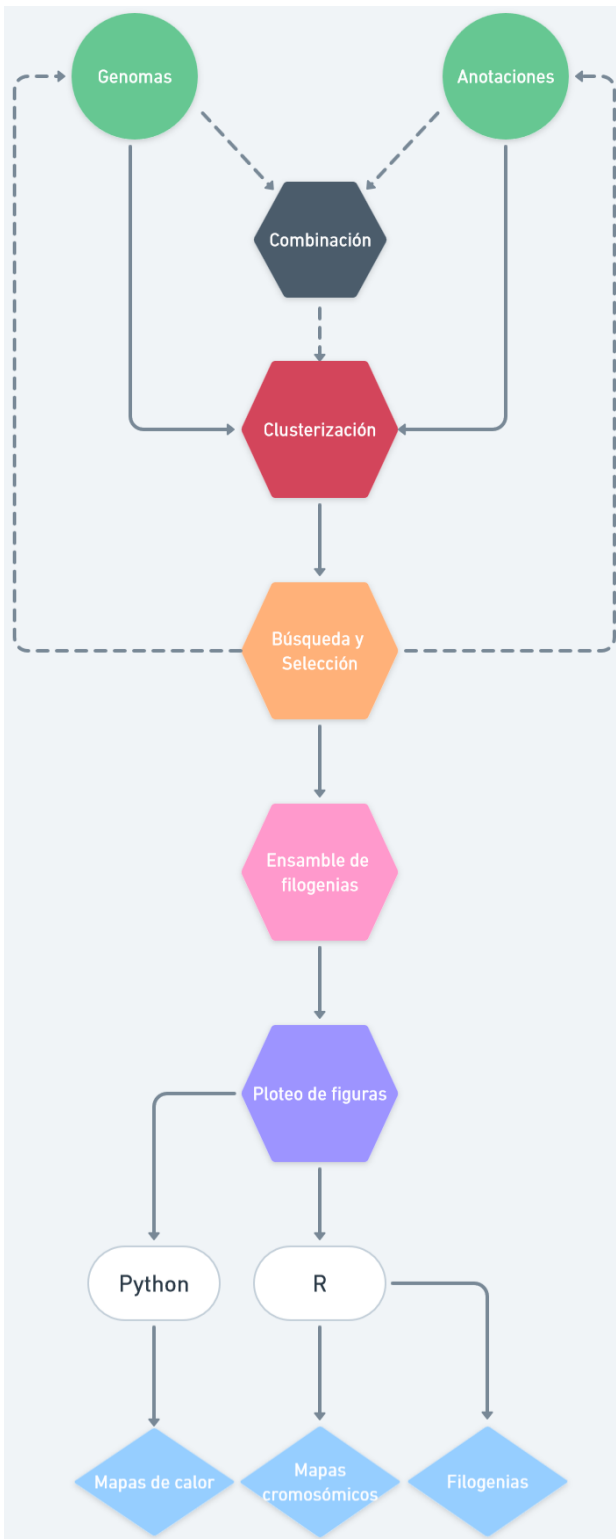 Genomas
Anotaciones
Combinación
Clusterización
Búsqueda y
Selección
Ensamble de
filogenias
Ploteo de figuras
Python
R
Mapas de calor
Mapas
cromosómicos
Filogenias